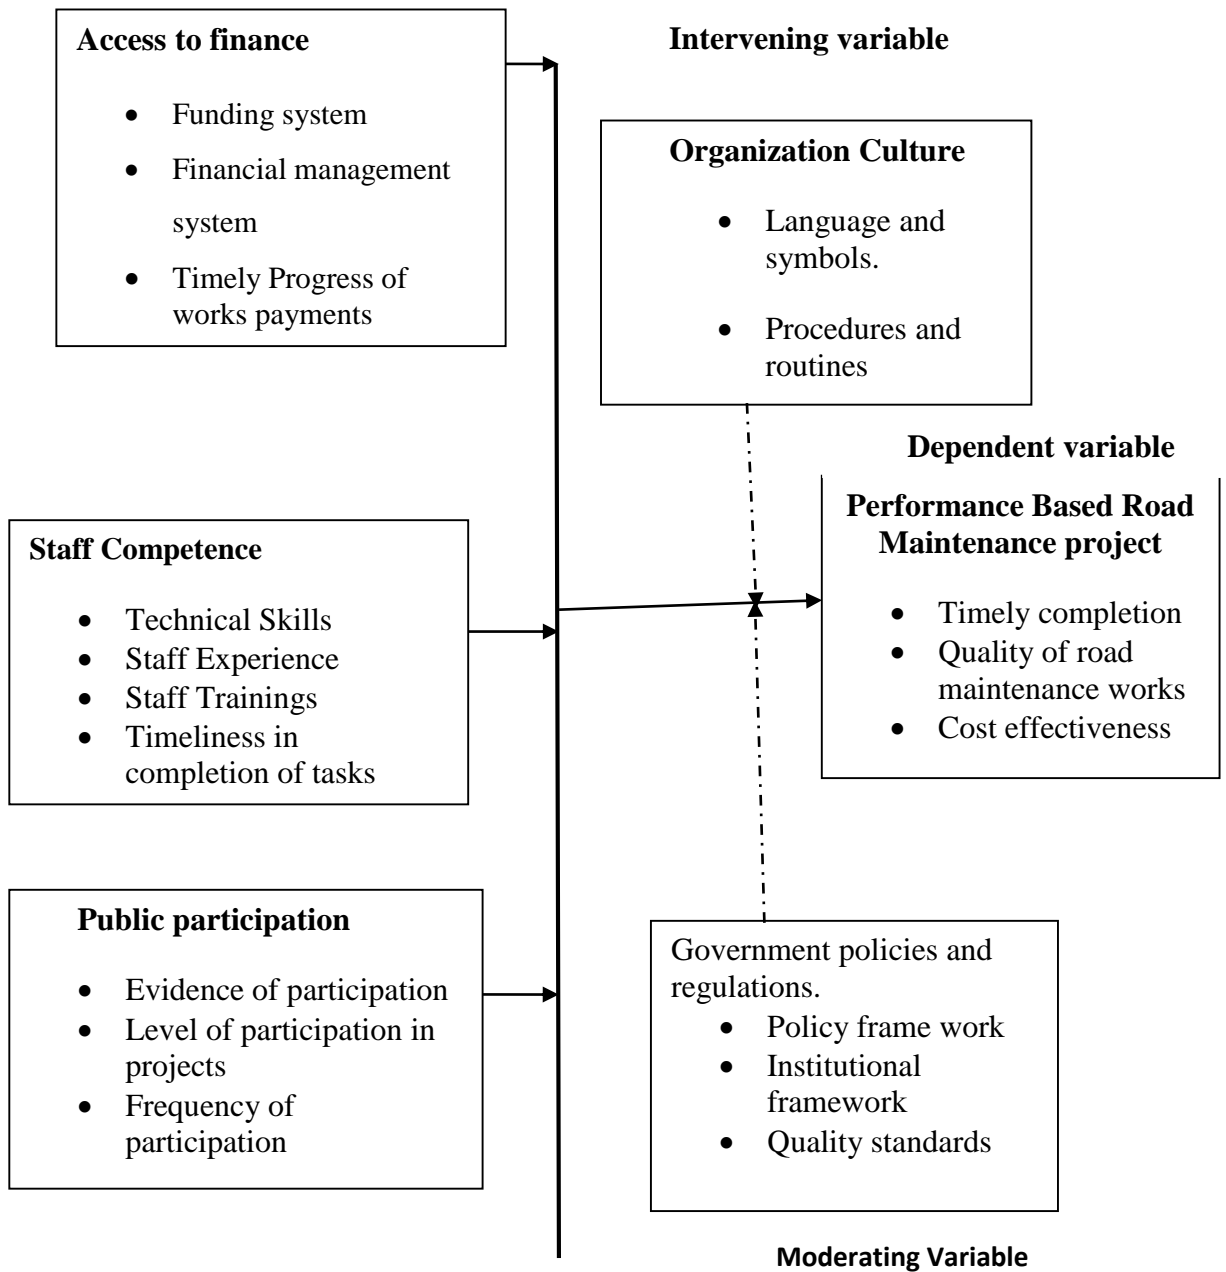 Access to finance
• Funding system
• Financial management
system
• Timely Progress of
works payments
Intervening variable
Organization Culture
• Language and
symbols.
• Procedures and
routines
Dependent variable
Performance Based Road
Maintenance project
• Timely completion
• Quality of road
maintenance works
• Cost effectiveness
Staff Competence
• Technical Skills
• Staff Experience
• Staff Trainings
• Timeliness in
completion of tasks
Public participation
• Evidence of participation
• Level of participation in
projects
• Frequency of
participation
Government policies and
regulations.
• Policy frame work
• Institutional
framework
• Quality standards
Moderating Variable